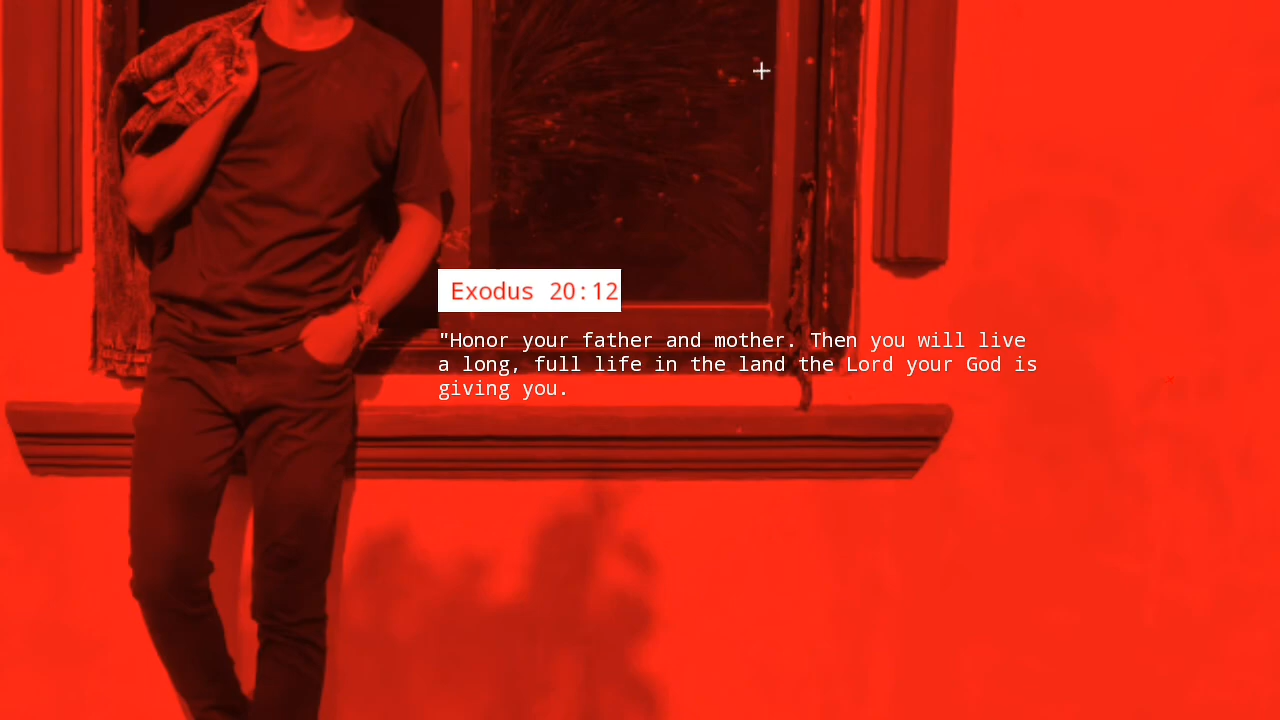 Exodus 20:12
"Honor your father and mother. Then you will live
a long, full life in the land the Lord your God is
giving you.